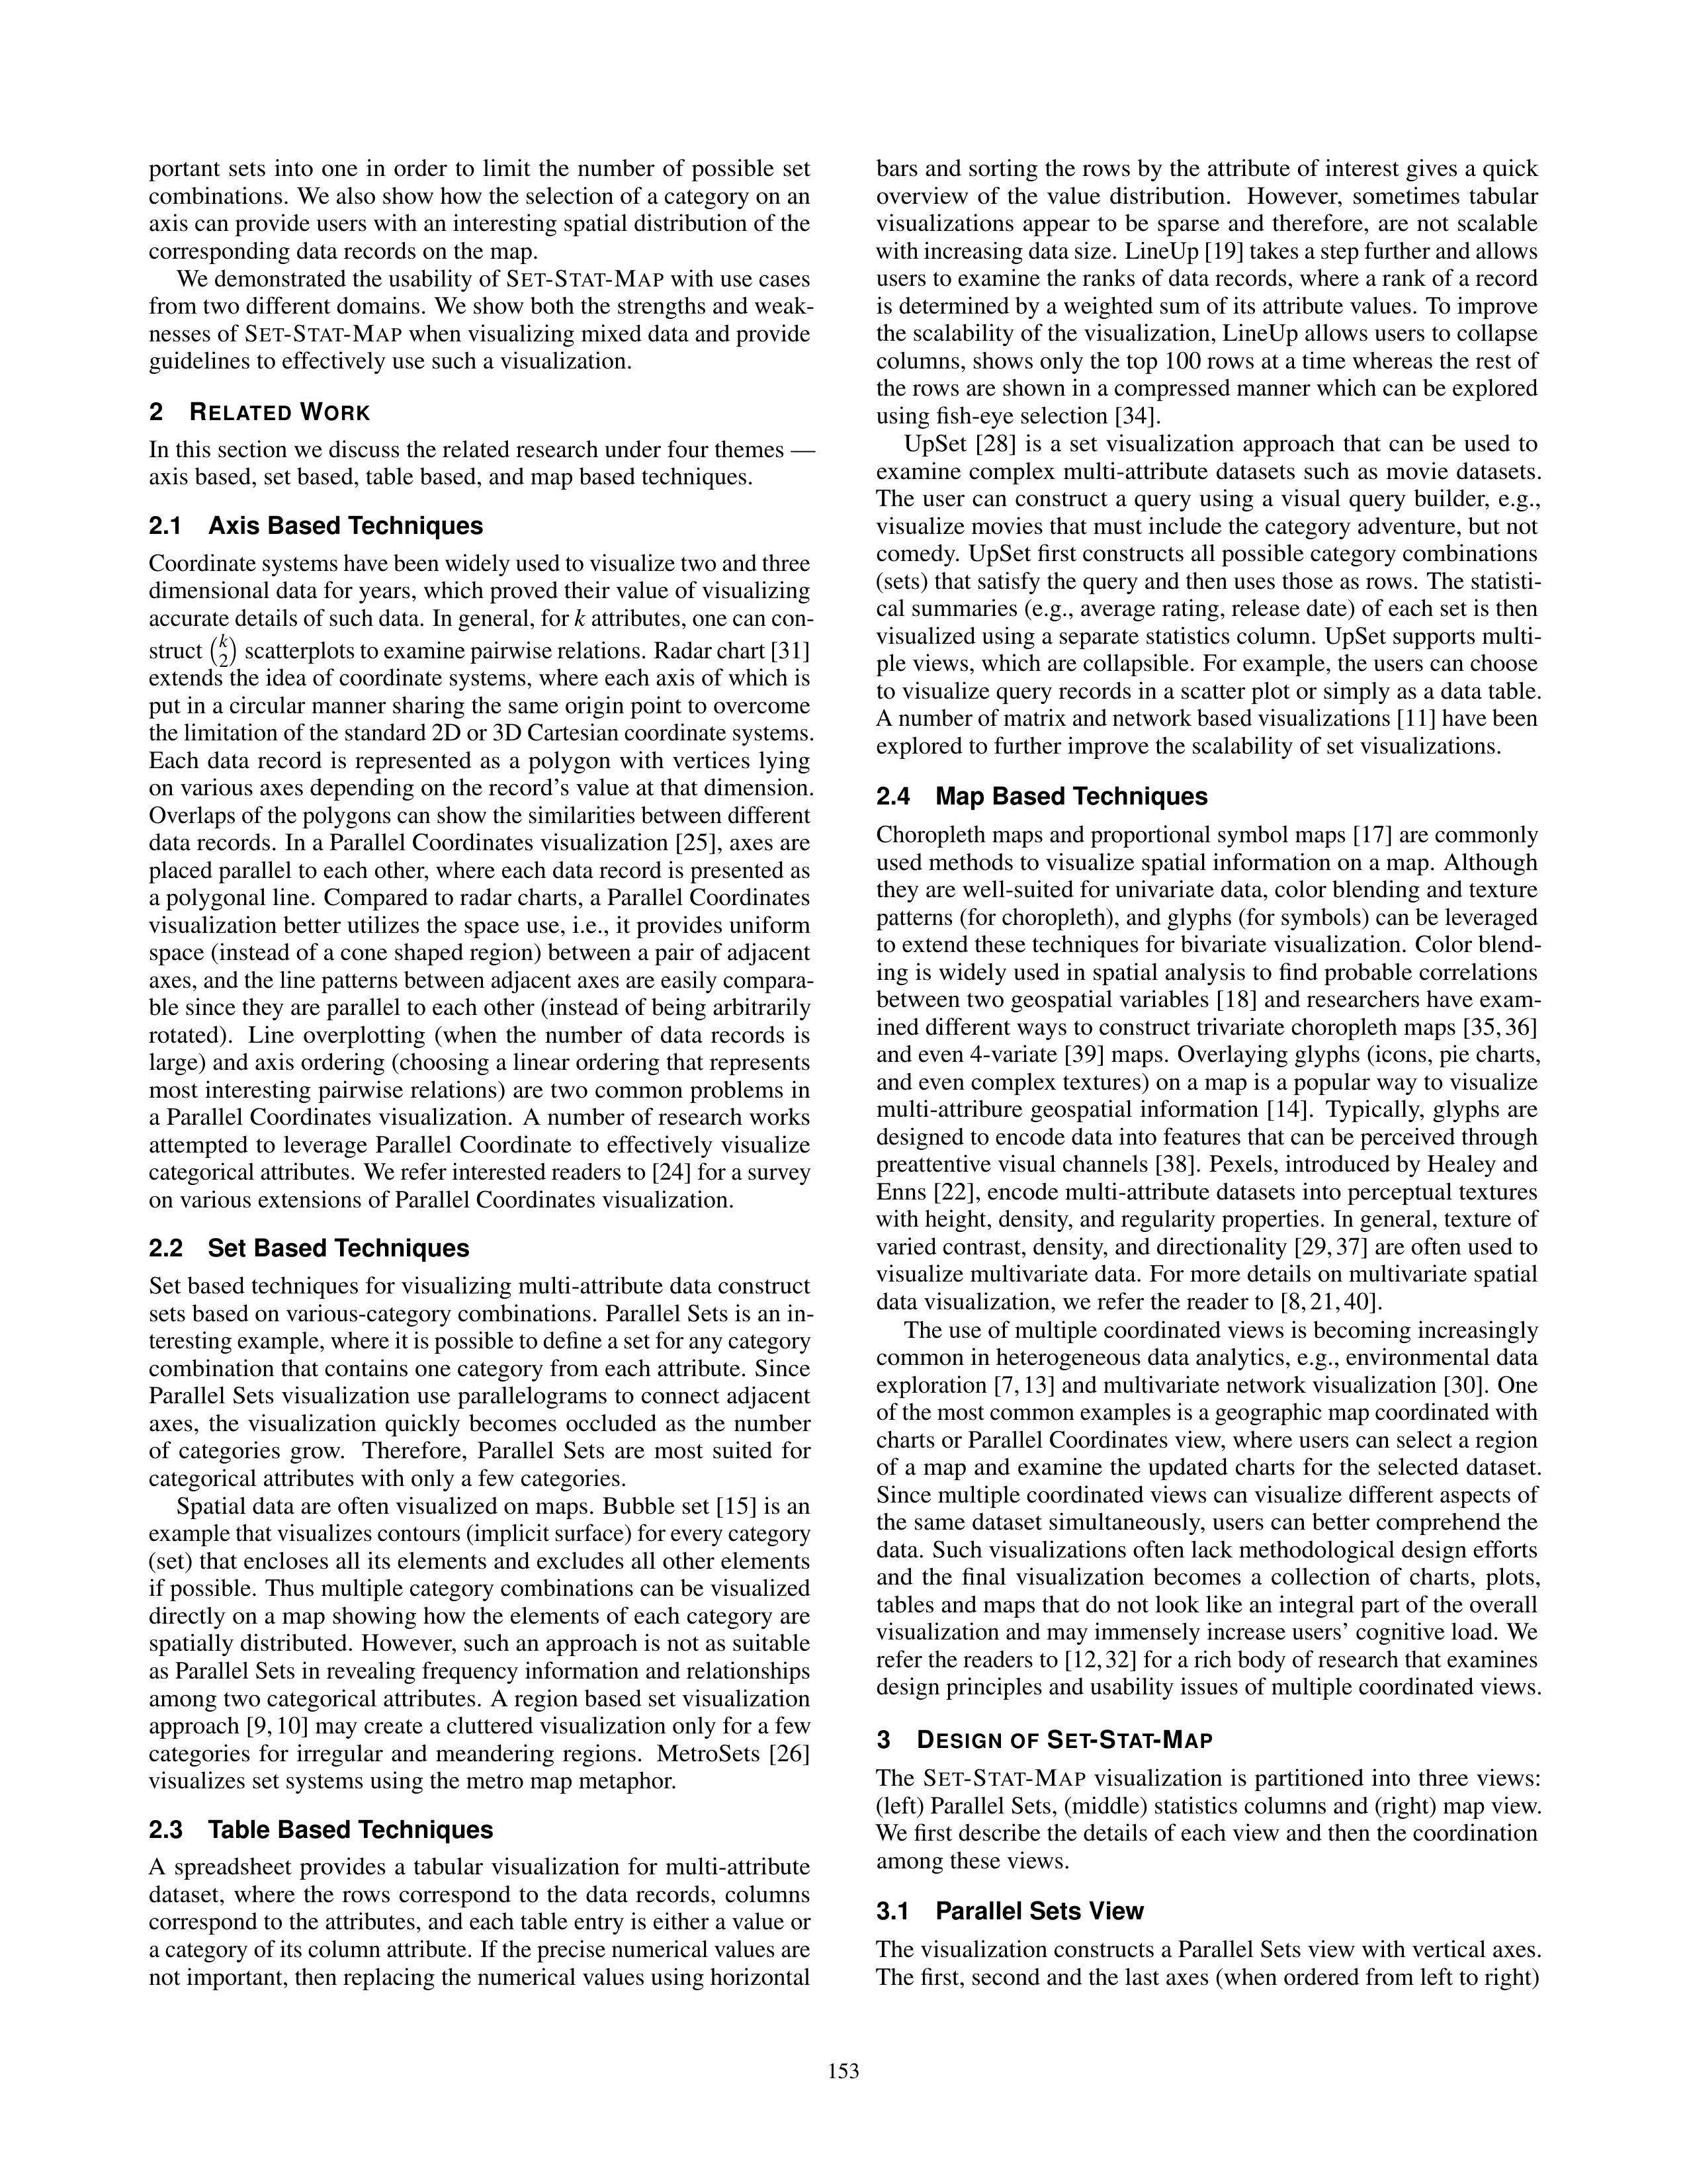 portant sets into one in order to limit the number of possible set
combinations. We also show how the selection of a category on an
axis can provide users with an interesting spatial distribution of the
corresponding data records on the map.
We demonstrated the usability of SET-STAT-MAP with use cases
from two different domains. We show both the strengths and weak-
nesses of SET-STAT-MAP when visualizing mixed data and provide
guidelines to effectively use such a visualization.
2 RELATED WORK
In this section we discuss the related research under four themes —
axis based, set based, table based, and map based techniques.
2.1 Axis Based Techniques
Coordinate systems have been widely used to visualize two and three
dimensional data for years, which proved their value of visualizing
accurate details of such data. In general, for k attributes, one can con-
struct (k 2) scatterplots to examine pairwise relations. Radar chart [31]
extends the idea of coordinate systems, where each axis of which is
put in a circular manner sharing the same origin point to overcome
the limitation of the standard 2D or 3D Cartesian coordinate systems.
Each data record is represented as a polygon with vertices lying
on various axes depending on the record's value at that dimension.
Overlaps of the polygons can show the similarities between different
data records. In a Parallel Coordinates visualization [25], axes are
placed parallel to each other, where each data record is presented as
a polygonal line. Compared to radar charts, a Parallel Coordinates
visualization better utilizes the space use, i.e., it provides uniform
space (instead of a cone shaped region) between a pair of adjacent
axes, and the line patterns between adjacent axes are easily compara-
ble since they are parallel to each other (instead of being arbitrarily
rotated). Line overplotting (when the number of data records is
large) and axis ordering (choosing a linear ordering that represents
most interesting pairwise relations) are two common problems in
a Parallel Coordinates visualization. A number of research works
attempted to leverage Parallel Coordinate to effectively visualize
categorical attributes. We refer interested readers to [24] for a survey
on various extensions of Parallel Coordinates visualization.
2.2 Set Based Techniques
Set based techniques for visualizing multi-attribute data construct
sets based on various-category combinations. Parallel Sets is an in-
teresting example, where it is possible to define a set for any category
combination that contains one category from each attribute. Since
Parallel Sets visualization use parallelograms to connect adjacent
axes, the visualization quickly becomes occluded as the number
of categories grow. Therefore, Parallel Sets are most suited for
categorical attributes with only a few categories.
Spatial data are often visualized on maps. Bubble set [15] is an
example that visualizes contours (implicit surface) for every category
(set) that encloses all its elements and excludes all other elements
if possible. Thus multiple category combinations can be visualized
directly on a map showing how the elements of each category are
spatially distributed. However, such an approach is not as suitable
as Parallel Sets in revealing frequency information and relationships
among two categorical attributes. A region based set visualization
approach [9, 10] may create a cluttered visualization only for a few
categories for irregular and meandering regions. MetroSets [26]
visualizes set systems using the metro map metaphor.
2.3 Table Based Techniques
A spreadsheet provides a tabular visualization for multi-attribute
dataset, where the rows correspond to the data records, columns
correspond to the attributes, and each table entry is either a value or
a category of its column attribute. If the precise numerical values are
not important, then replacing the numerical values using horizontal
bars and sorting the rows by the attribute of interest gives a quick
overview of the value distribution. However, sometimes tabular
visualizations appear to be sparse and therefore, are not scalable
with increasing data size. LineUp [19] takes a step further and allows
users to examine the ranks of data records, where a rank of a record
is determined by a weighted sum of its attribute values. To improve
the scalability of the visualization, LineUp allows users to collapse
columns, shows only the top 100 rows at a time whereas the rest of
the rows are shown in a compressed manner which can be explored
using fish-eye selection [34].
UpSet [28] is a set visualization approach that can be used to
examine complex multi-attribute datasets such as movie datasets.
The user can construct a query using a visual query builder, e.g.,
visualize movies that must include the category adventure, but not
comedy. UpSet first constructs all possible category combinations
(sets) that satisfy the query and then uses those as rows. The statisti-
cal summaries (e.g., average rating, release date) of each set is then
visualized using a separate statistics column. UpSet supports multi-
ple views, which are collapsible. For example, the users can choose
to visualize query records in a scatter plot or simply as a data table.
A number of matrix and network based visualizations [11] have been
explored to further improve the scalability of set visualizations.
2.4 Map Based Techniques
Choropleth maps and proportional symbol maps [17] are commonly
used methods to visualize spatial information on a map. Although
they are well-suited for univariate data, color blending and texture
patterns (for choropleth), and glyphs (for symbols) can be leveraged
to extend these techniques for bivariate visualization. Color blend-
ing is widely used in spatial analysis to find probable correlations
between two geospatial variables [18] and researchers have exam-
ined different ways to construct trivariate choropleth maps [35, 36]
and even 4-variate [39] maps. Overlaying glyphs (icons, pie charts,
and even complex textures) on a map is a popular way to visualize
multi-attribure geospatial information [14]. Typically, glyphs are
designed to encode data into features that can be perceived through
preattentive visual channels [38]. Pexels, introduced by Healey and
Enns [22], encode multi-attribute datasets into perceptual textures
with height, density, and regularity properties. In general, texture of
varied contrast, density, and directionality [29, 37] are often used to
visualize multivariate data. For more details on multivariate spatial
data visualization, we refer the reader to [8, 21, 40].
The use of multiple coordinated views is becoming increasingly
common in heterogeneous data analytics, e.g., environmental data
exploration [7, 13] and multivariate network visualization [30]. One
of the most common examples is a geographic map coordinated with
charts or Parallel Coordinates view, where users can select a region
of a map and examine the updated charts for the selected dataset.
Since multiple coordinated views can visualize different aspects of
the same dataset simultaneously, users can better comprehend the
data. Such visualizations often lack methodological design efforts
and the final visualization becomes a collection of charts, plots,
tables and maps that do not look like an integral part of the overall
visualization and may immensely increase users' cognitive load. We
refer the readers to [12, 32] for a rich body of research that examines
design principles and usability issues of multiple coordinated views.
3 DESIGN OF SET-STAT-MAP
The SET-STAT-MAP visualization is partitioned into three views:
(left) Parallel Sets, (middle) statistics columns and (right) map view.
We first describe the details of each view and then the coordination
among these views.
3.1 Parallel Sets View
The visualization constructs a Parallel Sets view with vertical axes.
The first, second and the last axes (when ordered from left to right)
153